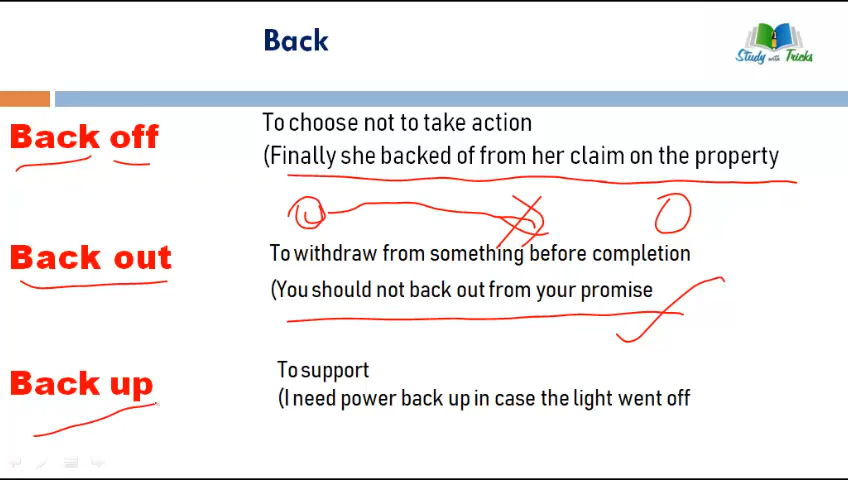 Back
Study with Tricks
Back off
To choose not to take action
(Finally she backed of from her claim on the property
Back out
To withdraw from something before completion
(You should not back out from your promise
Back up
To support
(I need power back up in case the light went off